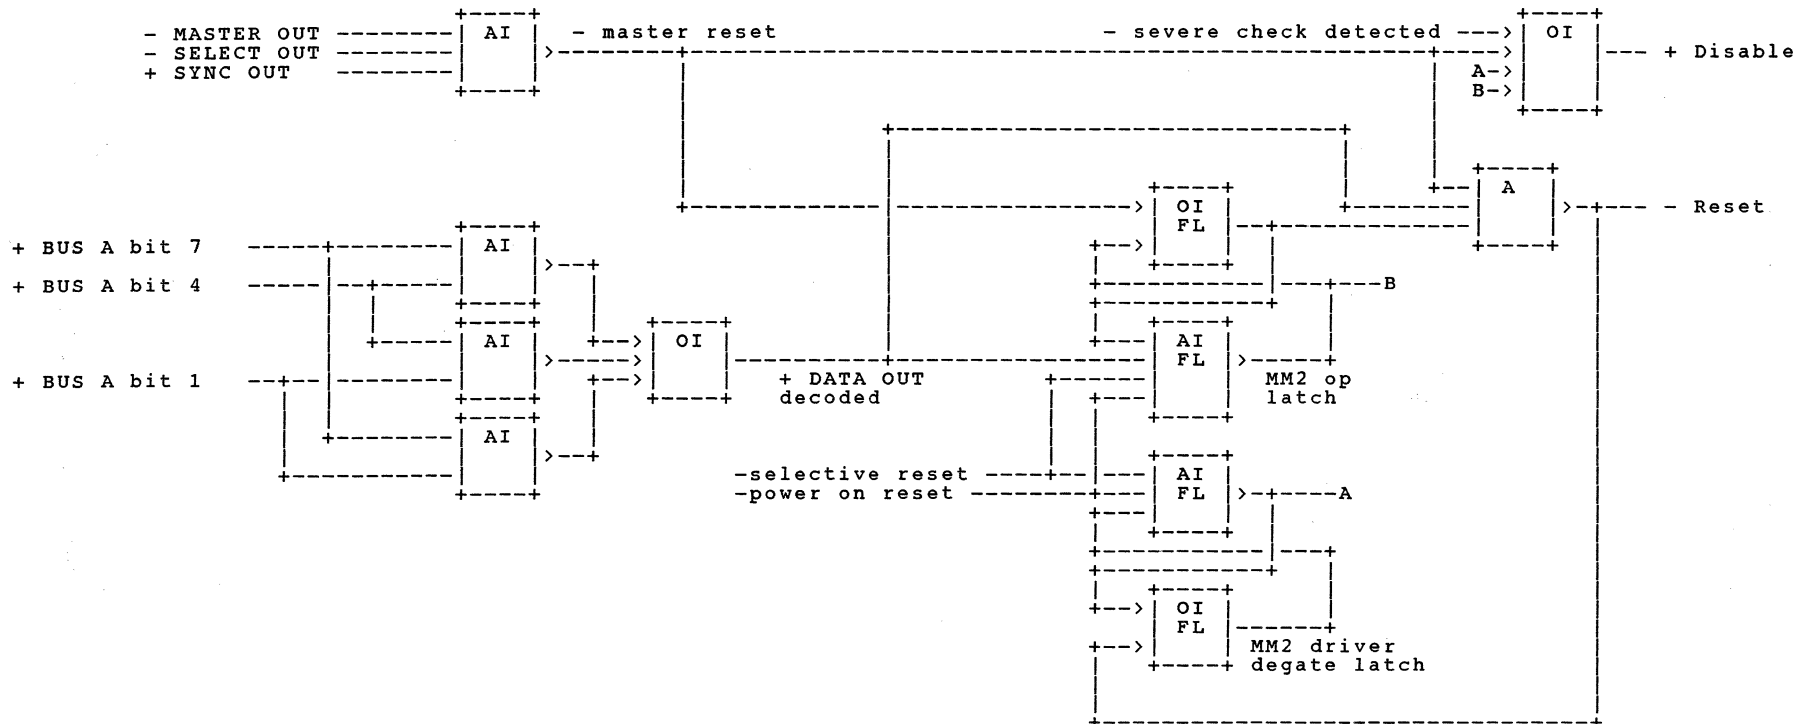 - MASTER OUT
- SELECT OUT
+ SYNC OUT
AI
- master reset
- severe check detected
A
B
OI
+ Disable
A
- Reset
OI
FL
+ BUS A bit 7
+ BUS A bit 4
+ BUS A bit 1
AI
AI
AI
OI
+ DATA OUT
decoded
B
AI
FL
MM2 op
latch
-selective reset
-power on reset
AI
FL
A
OI
FL
MM2 driver
degate latch